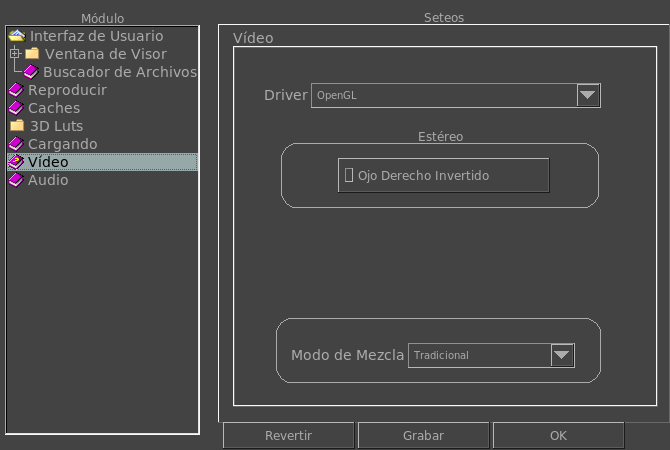 Módulo
Interfaz de Usuario
Ventana de Visor
Buscador de Archivos
Reproducir
Caches
3D Luts
Cargando
Vídeo
Audio
Seteos
Vídeo
Driver OpenGL
Estéreo
Ojo Derecho Invertido
Modo de Mezcla Tradicional
Revertir Grabar OK